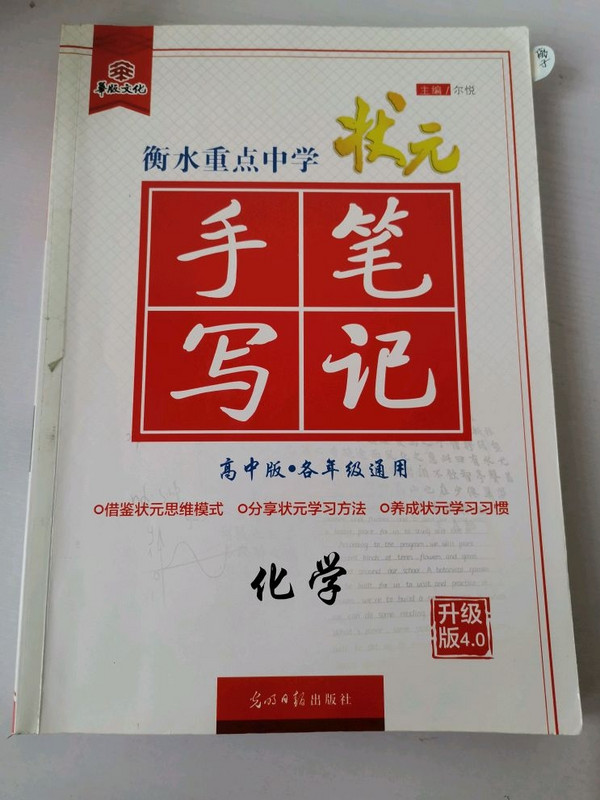 华版文化
主编/尔悦
衡水重点中学 状元
手写笔记
高中版·各年级通用
借鉴状元思维模式 分享状元学习方法 养成状元学习习惯
化学
升级
版4.0
光明日报出版社